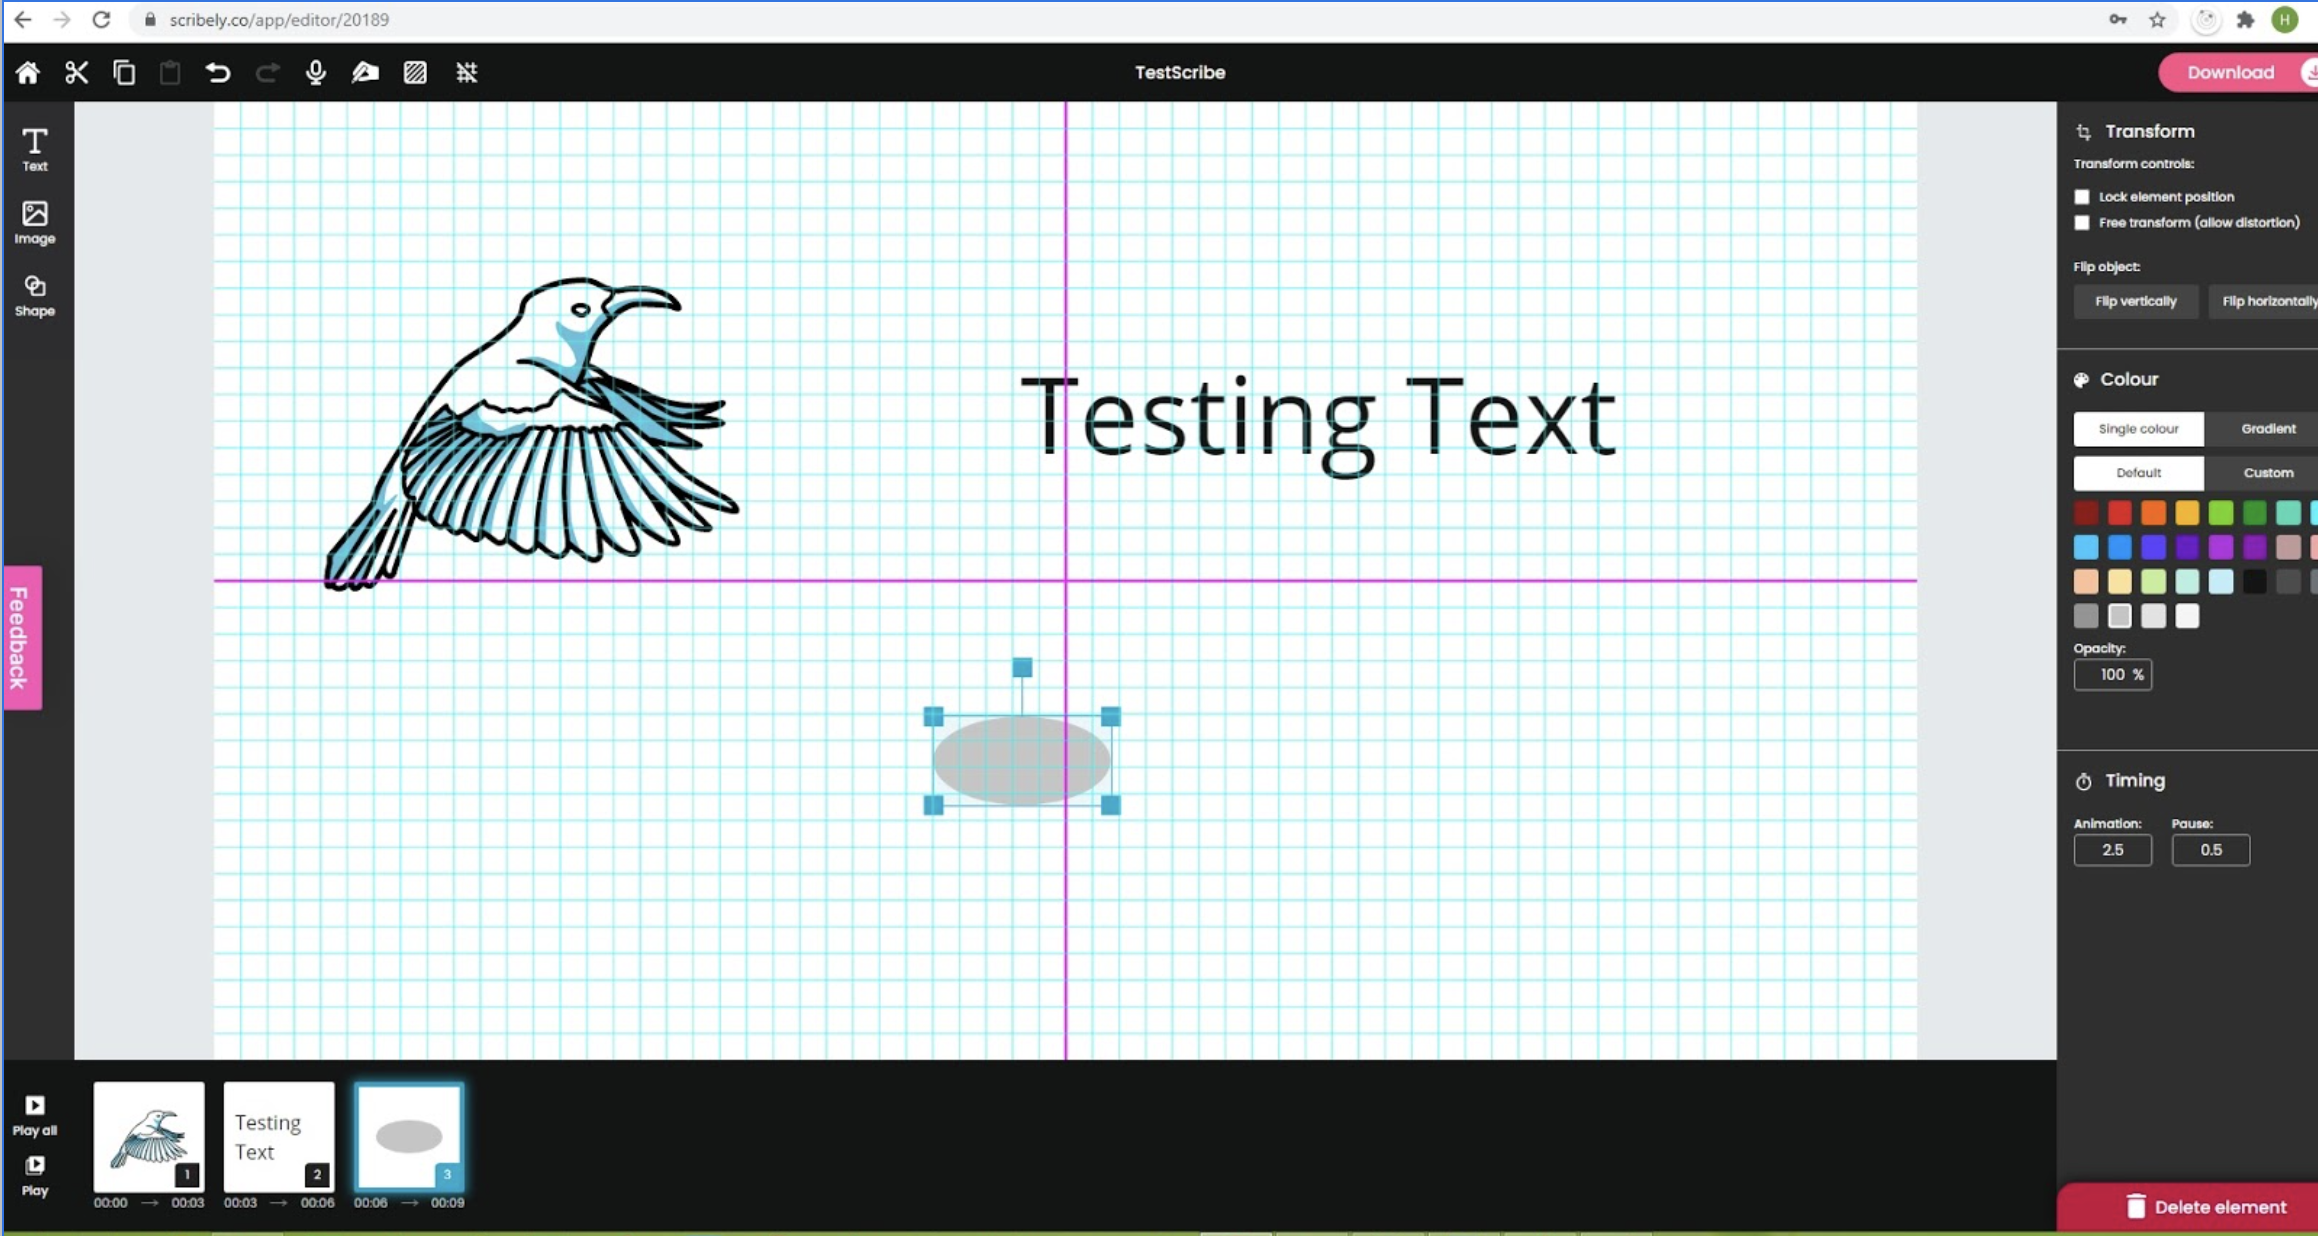 scribely.co/app/editor/20189
H
TestScribe
Download
Text
Image
Shape
Feedback
Testing Text
Transform
Transform controls:
Lock element position
Free transform (allow distortion)
Flip object:
Flip vertically
Flip horizontally
Colour
Single colour
Gradient
Default
Custom
Opacity:
100 %
Timing
Animation: Pause:
2.5 0.5
Delete element
Play all
Play
Testing
Text
1
2
3
00:00 → 00:03
00:03 → 00:06
00:06 → 00:09